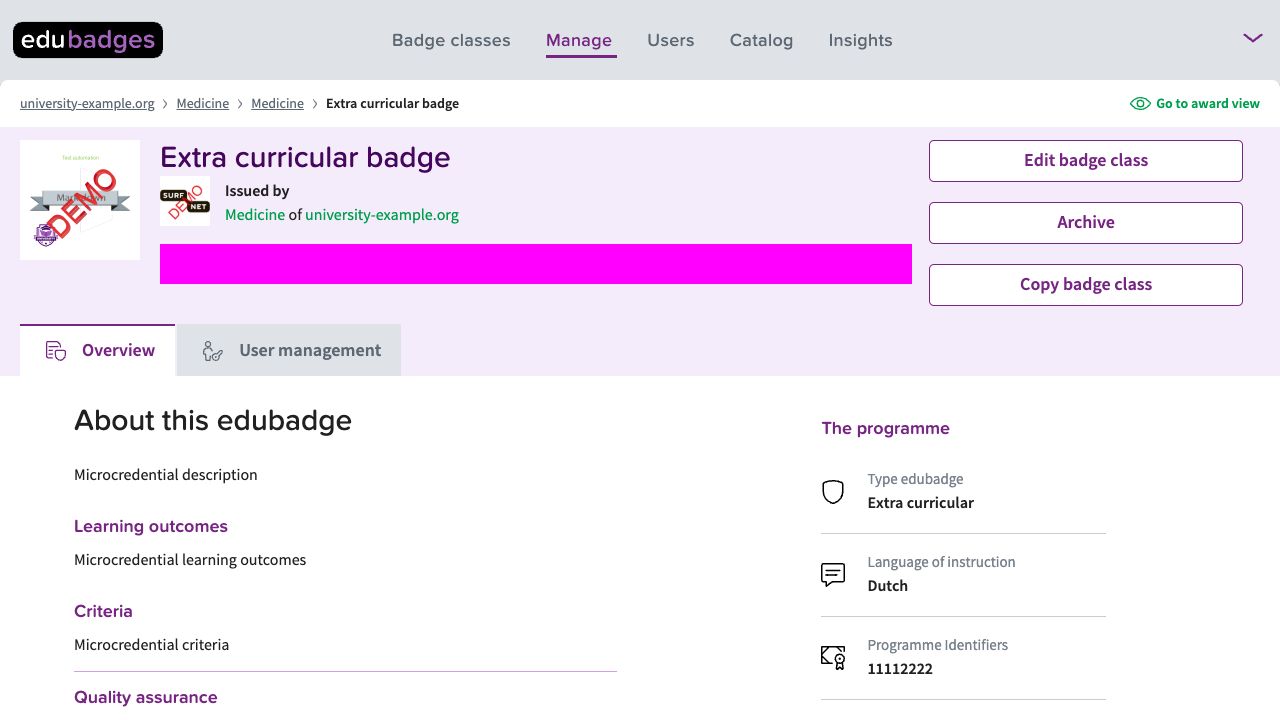 edubadges
Badge classes
Manage
Users
Catalog
Insights
university-example.org > Medicine > Medicine > Extra curricular badge
Go to award view
Test automation
DEMO
Extra curricular badge
SURF
NET
DEMO
Issued by
Medicine of university-example.org
Edit badge class
Archive
Copy badge class
Overview
User management
About this edubadge
Microcredential description
Learning outcomes
Microcredential learning outcomes
Criteria
Microcredential criteria
Quality assurance
The programme
Type edubadge
Extra curricular
Language of instruction
Dutch
Programme Identifiers
11112222